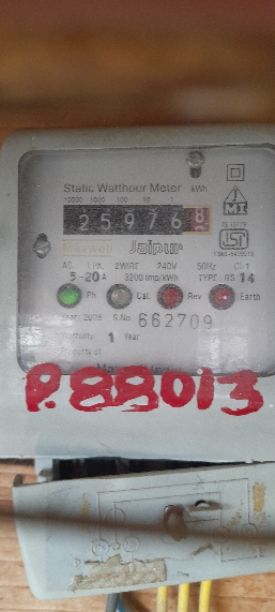 Static Watthour Meter kWh
10000 1000 100 10 1
2 5 9 7 6 8
Maxwell Jaipur
AC 1 PH. 2WIRE 240V 50Hz Cl-1
5-20A 3200 Imp/kWh TYPE RS 14
Ph Cal. Rev Earth
S.No. 662709
1 Year
P.88013